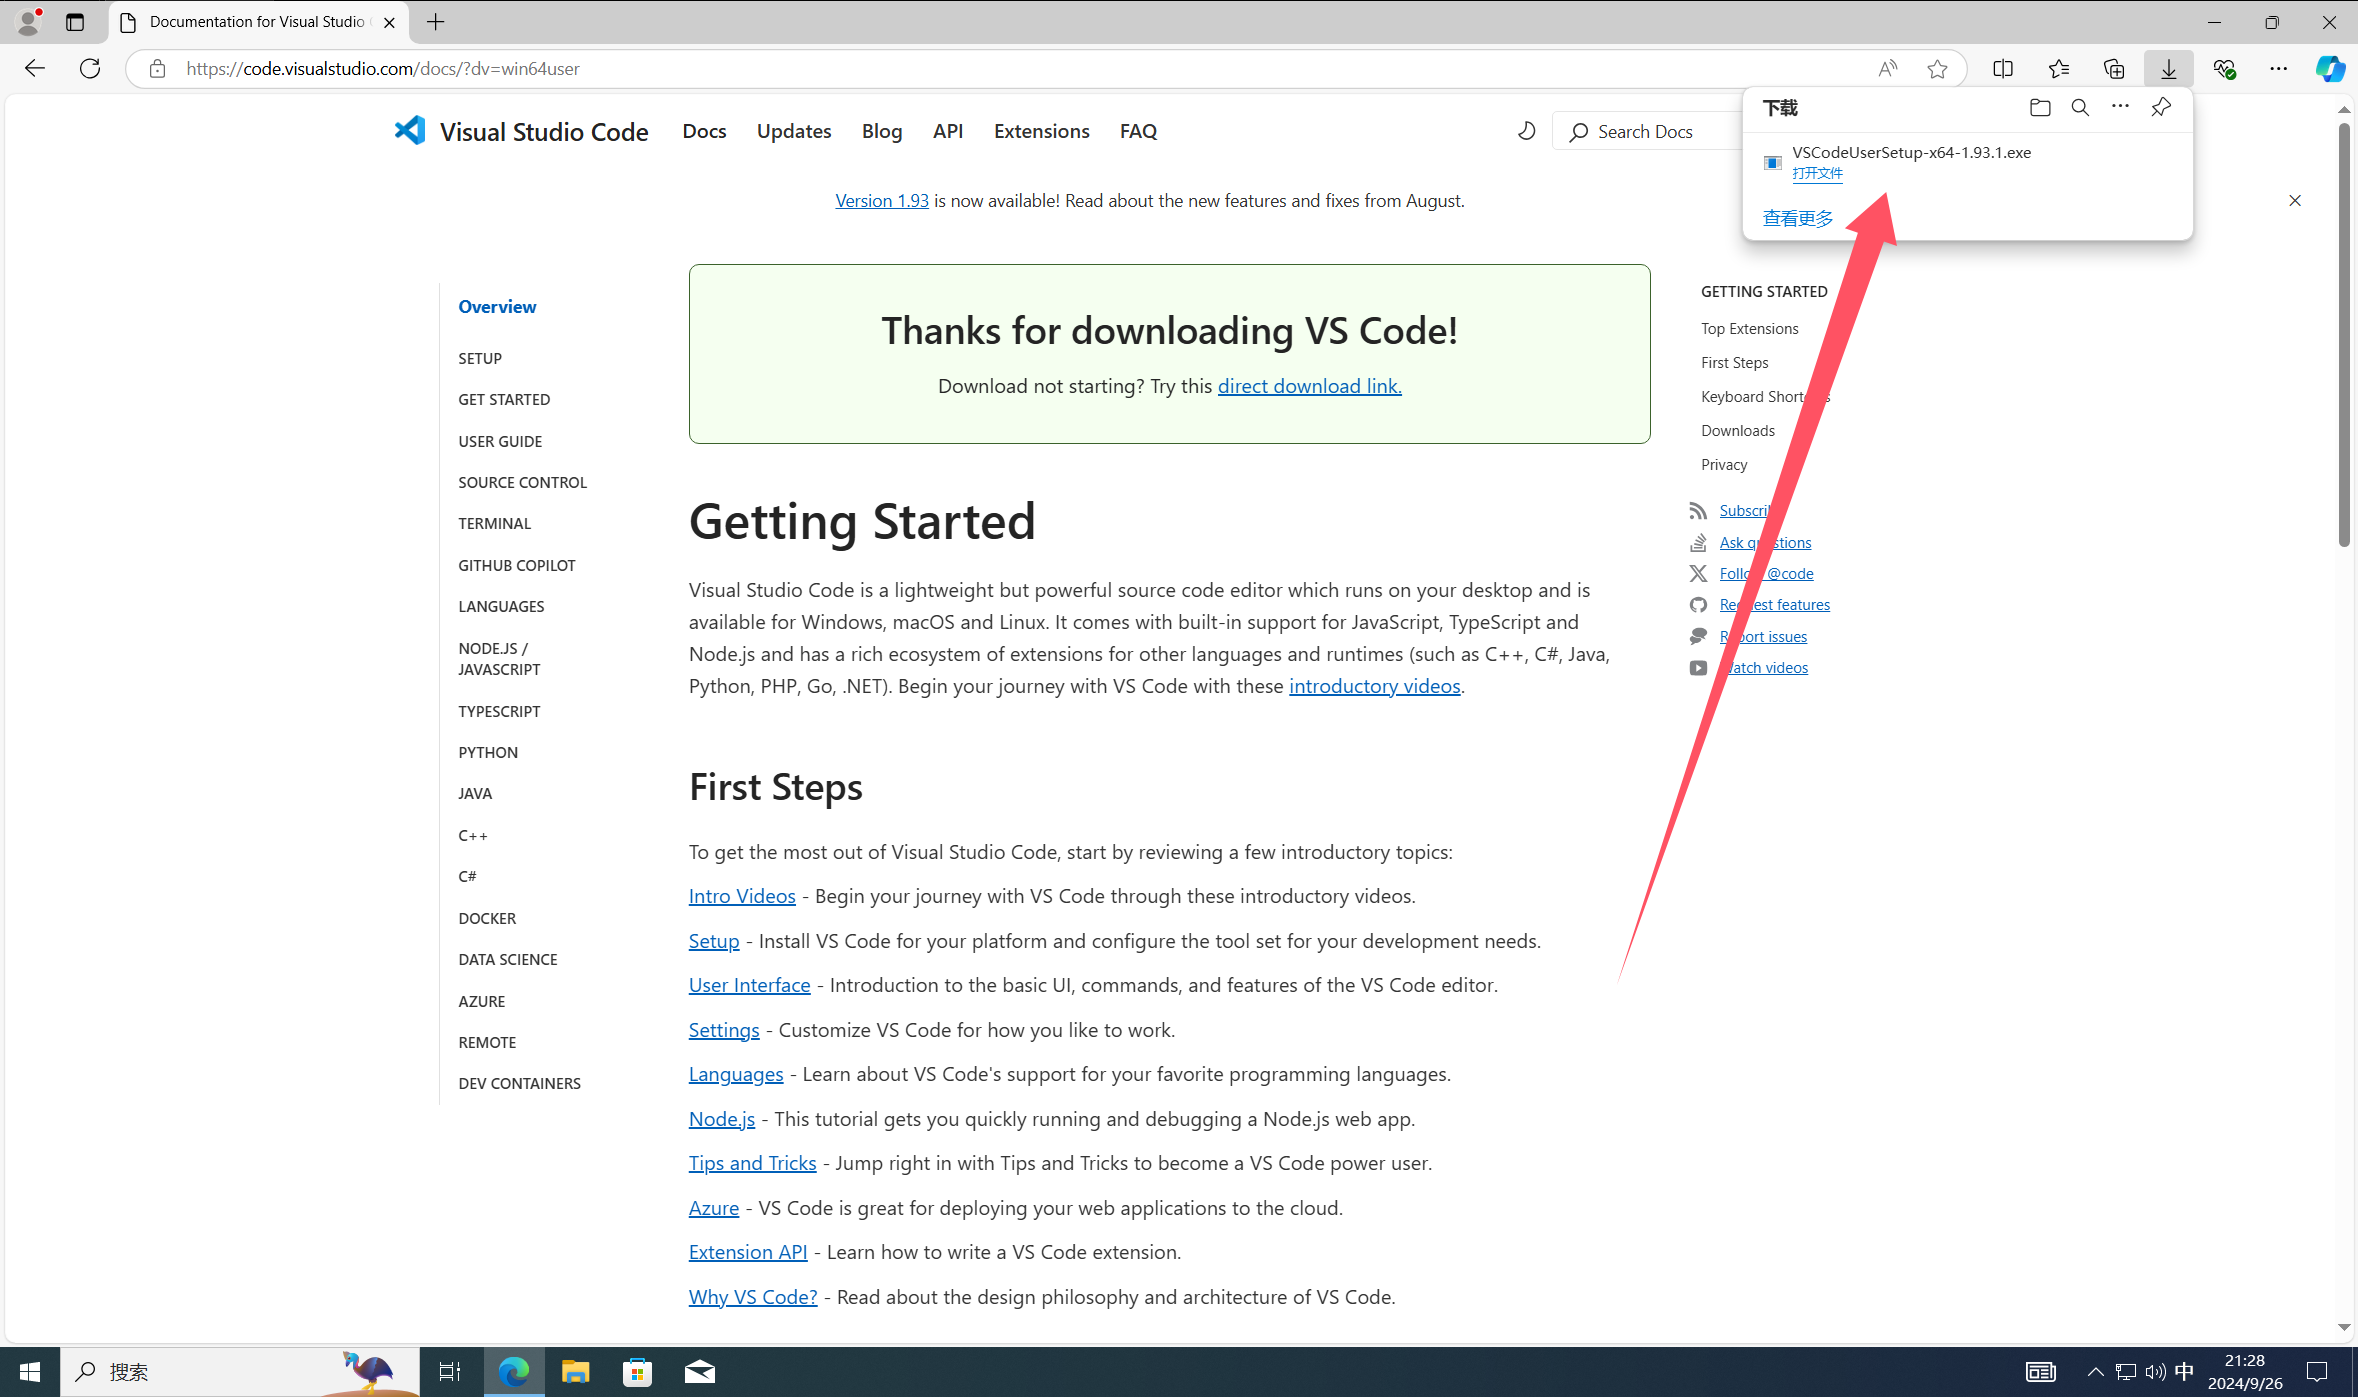 Documentation for Visual Studio
https://code.visualstudio.com/docs/?dv=win64user
下载
VSCodeUserSetup-x64-1.93.1.exe
打开文件
查看更多
Visual Studio Code
Docs
Updates
Blog
API
Extensions
FAQ
Search Docs
Version 1.93 is now available! Read about the new features and fixes from August.
Overview
SETUP
GET STARTED
USER GUIDE
SOURCE CONTROL
TERMINAL
GITHUB COPILOT
LANGUAGES
NODE.JS /
JAVASCRIPT
TYPESCRIPT
PYTHON
JAVA
C++
C#
DOCKER
DATA SCIENCE
AZURE
REMOTE
DEV CONTAINERS
Thanks for downloading VS Code!
Download not starting? Try this direct download link.
Getting Started
Visual Studio Code is a lightweight but powerful source code editor which runs on your desktop and is
available for Windows, macOS and Linux. It comes with built-in support for JavaScript, TypeScript and
Node.js and has a rich ecosystem of extensions for other languages and runtimes (such as C++, C#, Java,
Python, PHP, Go, .NET). Begin your journey with VS Code with these introductory videos.
First Steps
To get the most out of Visual Studio Code, start by reviewing a few introductory topics:
Intro Videos - Begin your journey with VS Code through these introductory videos.
Setup - Install VS Code for your platform and configure the tool set for your development needs.
User Interface - Introduction to the basic UI, commands, and features of the VS Code editor.
Settings - Customize VS Code for how you like to work.
Languages - Learn about VS Code's support for your favorite programming languages.
Node.js - This tutorial gets you quickly running and debugging a Node.js web app.
Tips and Tricks - Jump right in with Tips and Tricks to become a VS Code power user.
Azure - VS Code is great for deploying your web applications to the cloud.
Extension API - Learn how to write a VS Code extension.
Why VS Code? - Read about the design philosophy and architecture of VS Code.
GETTING STARTED
Top Extensions
First Steps
Keyboard
Downloads
Privacy
Ask
@code
features
issues
videos
搜索
中
21:28
2024/9/26